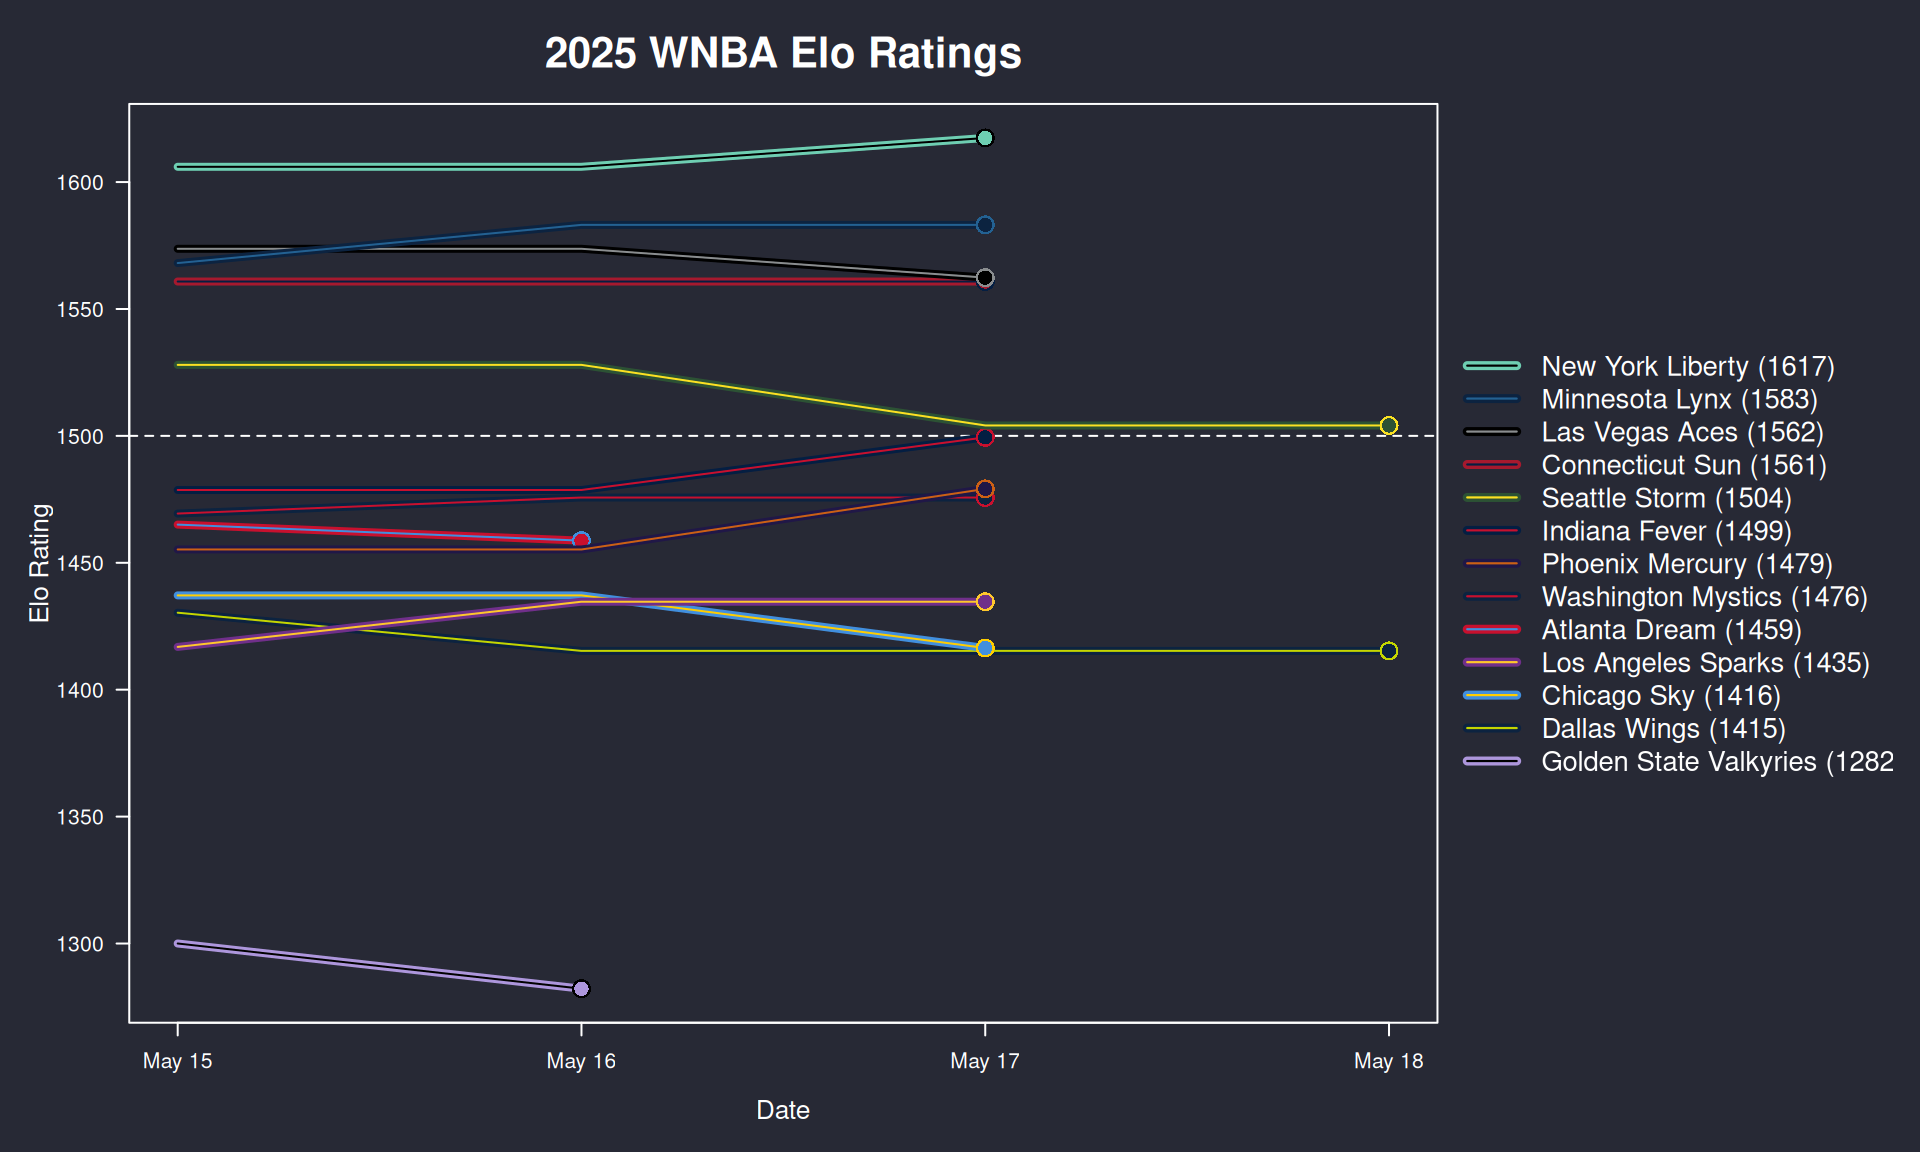 2025 WNBA Elo Ratings
1600
1550
1500
1450
1400
1350
1300
Elo Rating
May 15
May 16
May 17
May 18
Date
New York Liberty (1617)
Minnesota Lynx (1583)
Las Vegas Aces (1562)
Connecticut Sun (1561)
Seattle Storm (1504)
Indiana Fever (1499)
Phoenix Mercury (1479)
Washington Mystics (1476)
Atlanta Dream (1459)
Los Angeles Sparks (1435)
Chicago Sky (1416)
Dallas Wings (1415)
Golden State Valkyries (1282